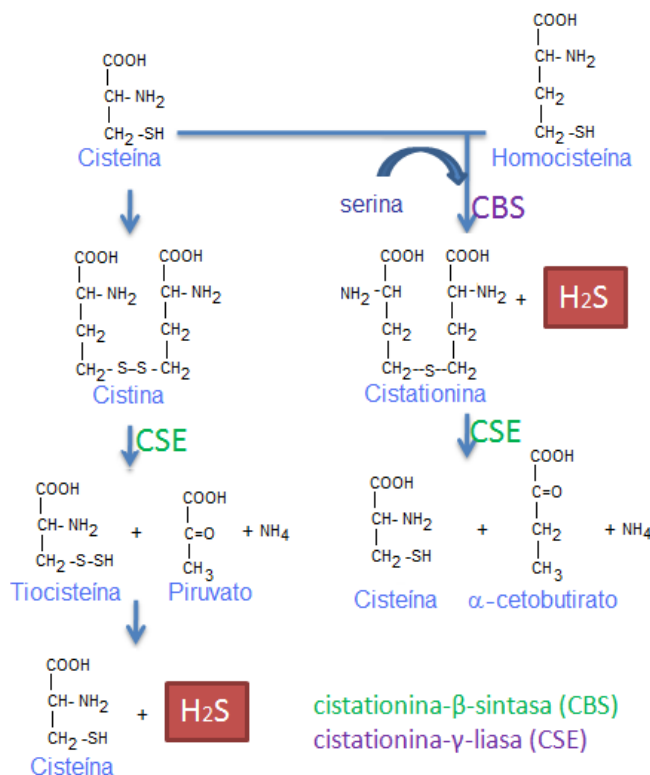 COOH
CH- NH2
CH2 -SH
Cisteína
COOH
CH- NH2
CH2
CH2 -SH
Homocisteína
serina
CBS
COOH
CH- NH2
CH2
CH2 - S-S - CH2
COOH
CH-NH2
CH2
Cistina
COOH
NH2 -CH
CH2
CH2--S--CH2
COOH
CH-NH2
CH2
Cistationina
+
H2S
CSE
CSE
COOH
CH- NH2
CH2 -S-SH
Tiocisteína
+
COOH
C=O
CH3
Piruvato
+ NH4
COOH
CH- NH2
CH2 -SH
Cisteína
+
COOH
C=O
CH2
CH3
α-cetobutirato
+ NH4
COOH
CH- NH2
CH2 -SH
Cisteína
+
H2S
cistationina-β-sintasa (CBS)
cistationina-γ-liasa (CSE)